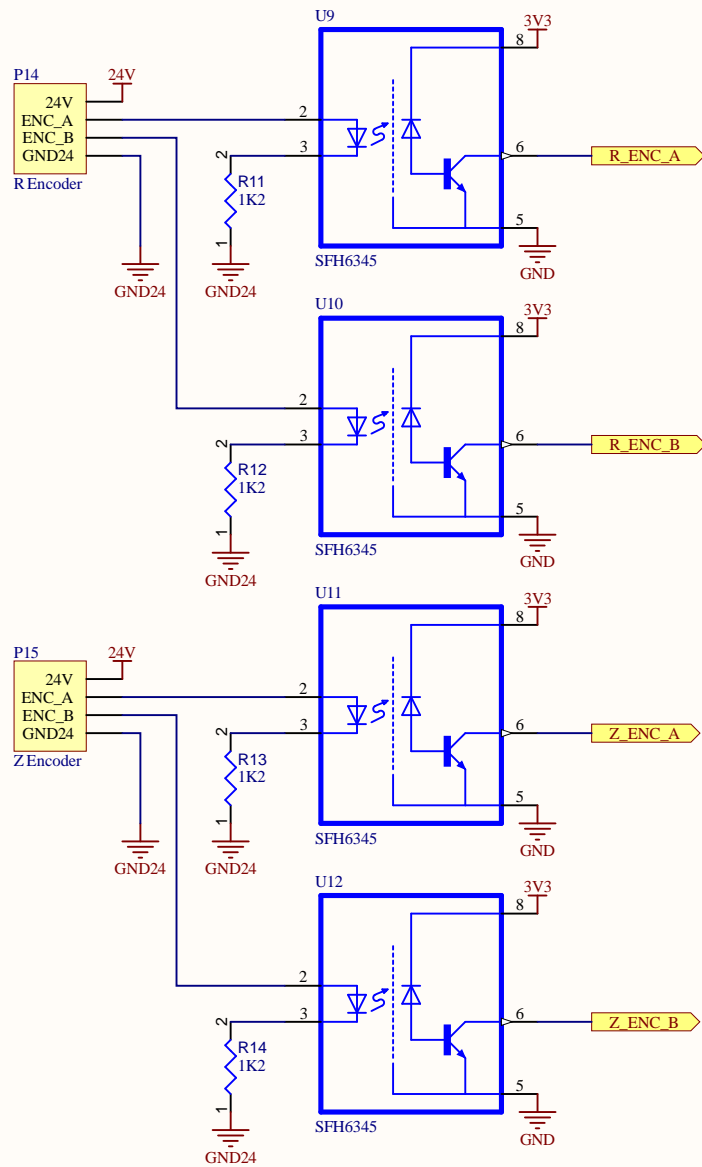 U9
3V3
8
P14
24V
24V
ENC_A
ENC_B
GND24
R Encoder
2
3
6
R_ENC_A
2
R11
1K2
1
GND24
GND24
5
GND
SFH6345
U10
3V3
8
2
3
6
R_ENC_B
2
R12
1K2
1
GND24
5
GND
SFH6345
U11
3V3
8
P15
24V
24V
ENC_A
ENC_B
GND24
Z Encoder
2
3
6
Z_ENC_A
2
R13
1K2
1
GND24
GND24
5
GND
SFH6345
U12
3V3
8
2
3
6
Z_ENC_B
2
R14
1K2
1
GND24
5
GND
SFH6345